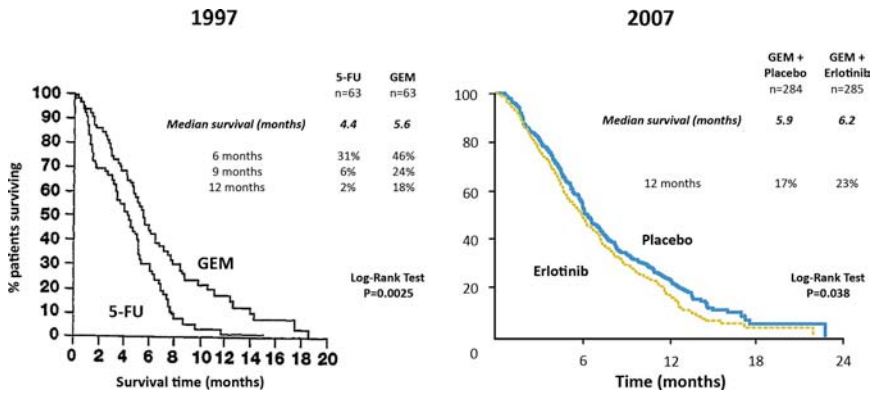 1997
5-FU GEM
n=63 n=63
Median survival (months) 4.4 5.6
6 months 31% 46%
9 months 6% 24%
12 months 2% 18%
100
90
80
70
60
50
40
30
20
10
0
% patients surviving
GEM
5-FU
Log-Rank Test
P=0.0025
0 2 4 6 8 10 12 14 16 18 20
Survival time (months)
2007
GEM + GEM +
Placebo Erlotinib
n=284 n=285
Median survival (months) 5.9 6.2
12 months 17% 23%
100
80
60
40
20
0
Placebo
Erlotinib
Log-Rank Test
P=0.038
6 12 18 24
Time (months)